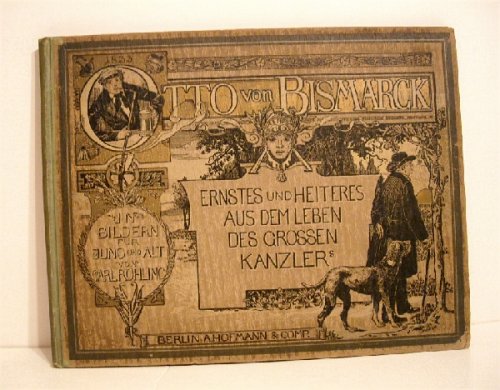 1833
OTTO von BISMARCK
ERNSTES UND HEITERES
AUS DEM LEBEN
DES GROSSEN
KANZLERS
IN
BILDERN
FÜR
JUNG UND ALT
VON
CARL RÖHLING
BERLIN A. HOFMANN & COMP.